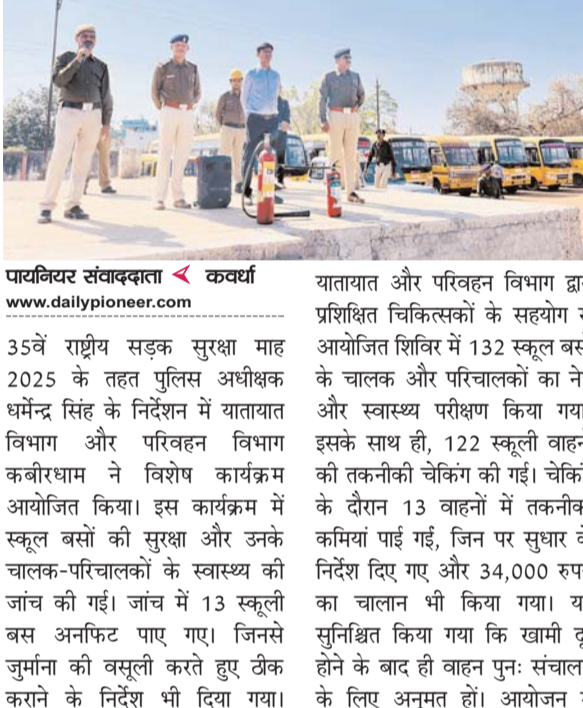 पायनियर संवाददाता कवर्धा
www.dailypioneer.com
35वें राष्ट्रीय सड़क सुरक्षा माह
2025 के तहत पुलिस अधीक्षक
धर्मेन्द्र सिंह के निर्देशन में यातायात
विभाग और परिवहन विभाग
कबीरधाम ने विशेष कार्यक्रम
आयोजित किया। इस कार्यक्रम में
स्कूल बसों की सुरक्षा और उनके
चालक-परिचालकों के स्वास्थ्य की
जांच की गई। जांच में 13 स्कूली
बस अनफिट पाए गए। जिनसे
जुर्माना की वसूली करते हुए ठीक
कराने के निर्देश भी दिया गया।
यातायात और परिवहन विभाग
प्रशिक्षित चिकित्सकों के सहयोग
आयोजित शिविर में 132 स्कूल
के चालक और परिचालकों का
और स्वास्थ्य परीक्षण किया गया
इसके साथ ही, 122 स्कूली
की तकनीकी चेकिंग की गई।
के दौरान 13 वाहनों में
कमियां पाई गईं, जिन पर सुधार
निर्देश दिए गए और 34,000
का चालान भी किया गया।
सुनिश्चित किया गया कि खामी
होने के बाद ही वाहन पुनः
के लिए अनुमत हों। आयोजन